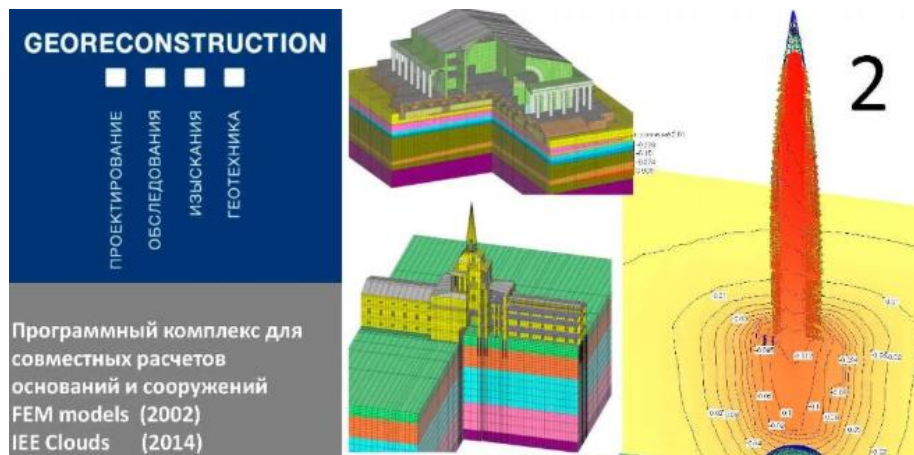 GEORECONSTRUCTION
ПРОЕКТИРОВАНИЕ
ОБСЛЕДОВАНИЯ
ИЗЫСКАНИЯ
ГЕОТЕХНИКА
Программный комплекс для
совместных расчетов
оснований и сооружений
FEM models (2002)
IEE Clouds (2014)
2